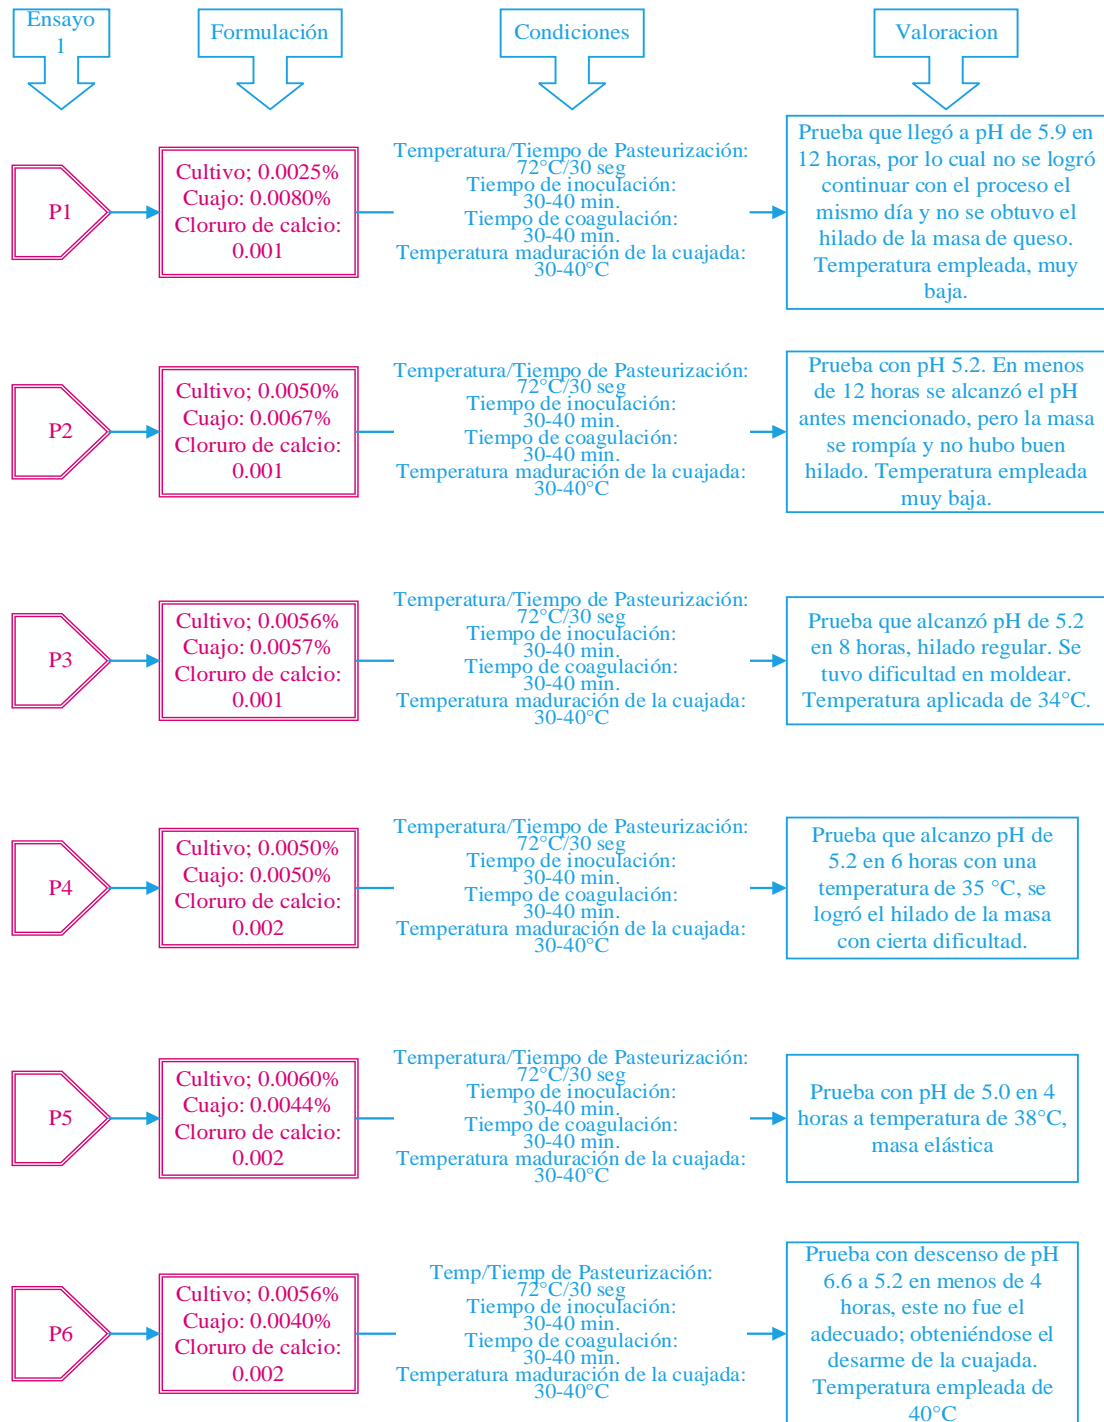 Ensayo
1
Formulación
Condiciones
Valoracion
P1
Cultivo; 0.0025%
Cuajo: 0.0080%
Cloruro de calcio:
0.001
Temperatura/Tiempo de Pasteurización:
72°C/30 seg
Tiempo de inoculación:
30-40 min.
Tiempo de coagulación:
30-40 min.
Temperatura maduración de la cuajada:
30-40°C
Prueba que llegó a pH de 5.9 en
12 horas, por lo cual no se logró
continuar con el proceso el
mismo día y no se obtuvo el
hilado de la masa de queso.
Temperatura empleada, muy
baja.
P2
Cultivo; 0.0050%
Cuajo: 0.0067%
Cloruro de calcio:
0.001
Temperatura/Tiempo de Pasteurización:
72°C/30 seg
Tiempo de inoculación:
30-40 min.
Tiempo de coagulación:
30-40 min.
Temperatura maduración de la cuajada:
30-40°C
Prueba con pH 5.2. En menos
de 12 horas se alcanzó el pH
antes mencionado, pero la masa
se rompía y no hubo buen
hilado. Temperatura empleada
muy baja.
P3
Cultivo; 0.0056%
Cuajo: 0.0057%
Cloruro de calcio:
0.001
Temperatura/Tiempo de Pasteurización:
72°C/30 seg
Tiempo de inoculación:
30-40 min.
Tiempo de coagulación:
30-40 min.
Temperatura maduración de la cuajada:
30-40°C
Prueba que alcanzó pH de 5.2
en 8 horas, hilado regular. Se
tuvo dificultad en moldear.
Temperatura aplicada de 34°C.
P4
Cultivo; 0.0050%
Cuajo: 0.0050%
Cloruro de calcio:
0.002
Temperatura/Tiempo de Pasteurización:
72°C/30 seg
Tiempo de inoculación:
30-40 min.
Tiempo de coagulación:
30-40 min.
Temperatura maduración de la cuajada:
30-40°C
Prueba que alcanzo pH de
5.2 en 6 horas con una
temperatura de 35 °C, se
logró el hilado de la masa
con cierta dificultad.
P5
Cultivo; 0.0060%
Cuajo: 0.0044%
Cloruro de calcio:
0.002
Temperatura/Tiempo de Pasteurización:
72°C/30 seg
Tiempo de inoculación:
30-40 min.
Tiempo de coagulación:
30-40 min.
Temperatura maduración de la cuajada:
30-40°C
Prueba con pH de 5.0 en 4
horas a temperatura de 38°C,
masa elástica
P6
Cultivo; 0.0056%
Cuajo: 0.0040%
Cloruro de calcio:
0.002
Temp/Tiemp de Pasteurización:
72°C/30 seg
Tiempo de inoculación:
30-40 min.
Tiempo de coagulación:
30-40 min.
Temperatura maduración de la cuajada:
30-40°C
Prueba con descenso de pH
6.6 a 5.2 en menos de 4
horas, este no fue el
adecuado; obteniéndose el
desarme de la cuajada.
Temperatura empleada de
40°C